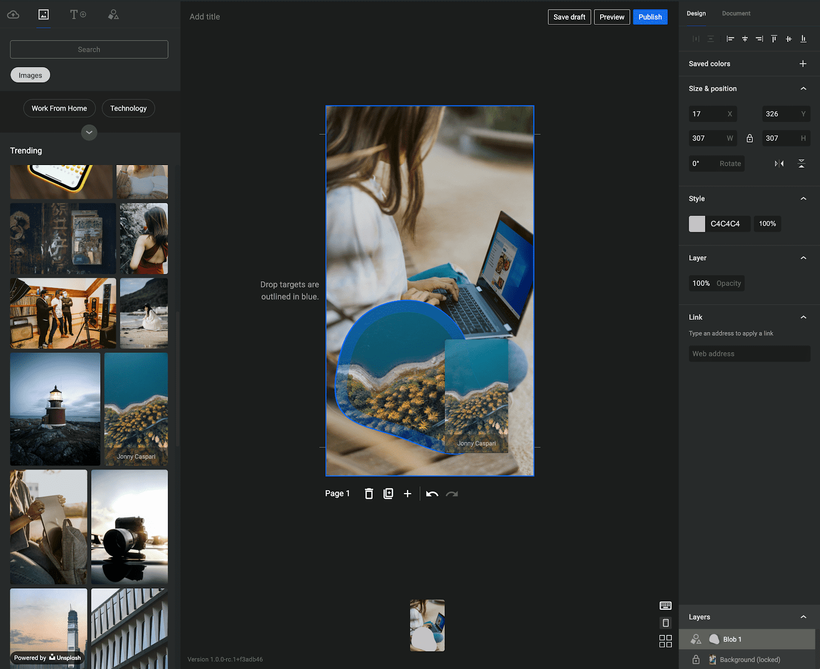 Add title
Save draft
Preview
Publish
Design
Document
Search
Images
Work From Home
Technology
Trending
Jonny Caspari
Powered by Unsplash
Drop targets are
outlined in blue.
Jonny Caspari
Page 1
Version 1.0.0-rc.1+f3acb46
Saved colors
Size & position
17 X
326 Y
307 W
307 H
0° Rotate
Style
C4C4C4
100%
Layer
100% Opacity
Link
Type an address to apply a link
Web address
Layers
Blob 1
Background (locked)